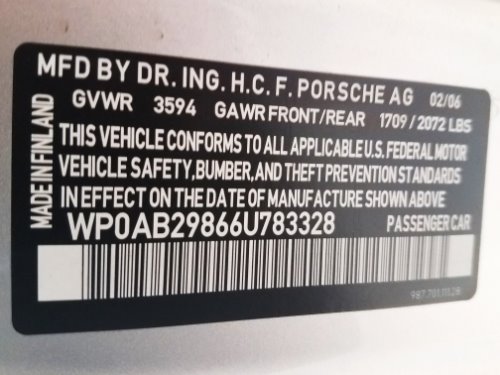 MFD BY DR. ING. H.C. F. PORSCHE AG 02/06
GVWR 3594 GAWR FRONT/REAR 1709 / 2072 LBS
THIS VEHICLE CONFORMS TO ALL APPLICABLE U.S. FEDERAL MOTOR
VEHICLE SAFETY, BUMPER, AND THEFT PREVENTION STANDARDS
IN EFFECT ON THE DATE OF MANUFACTURE SHOWN ABOVE
WP0AB29866U783328 PASSENGER CAR
MADE IN FINLAND